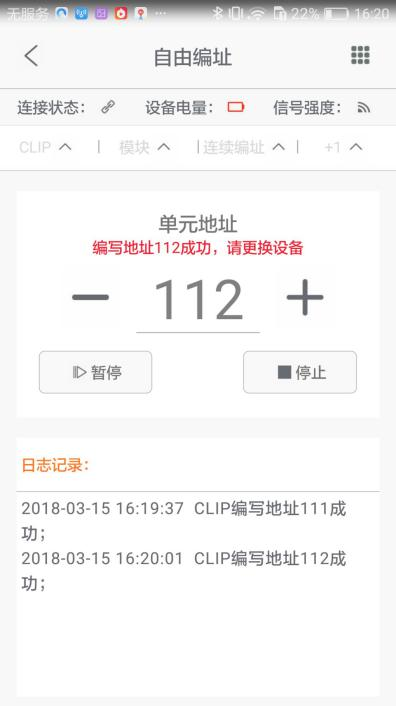 无服务 ··· 22% 16:20
自由编址
连接状态： 设备电量： 信号强度：
CLIP | 模块 | 连续编址 | +1
单元地址
编写地址112成功，请更换设备
112
暂停 停止
日志记录：
2018-03-15 16:19:37 CLIP编写地址111成
功；
2018-03-15 16:20:01 CLIP编写地址112成
功；